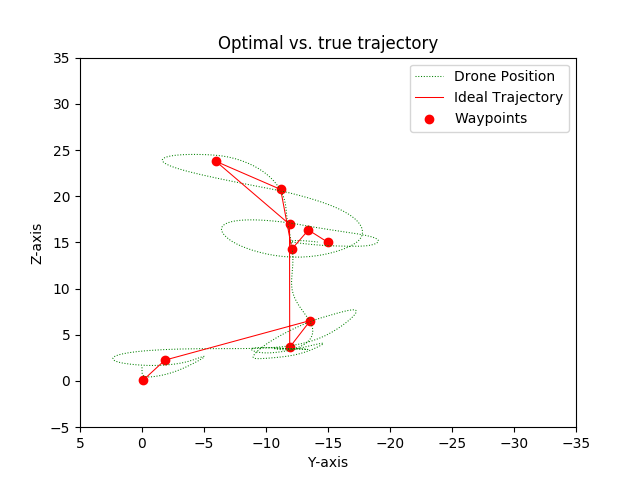 Optimal vs. true trajectory
Drone Position
Ideal Trajectory
Waypoints
35
30
25
20
15
10
5
0
−5
Z-axis
5 0 −5 −10 −15 −20 −25 −30 −35
Y-axis